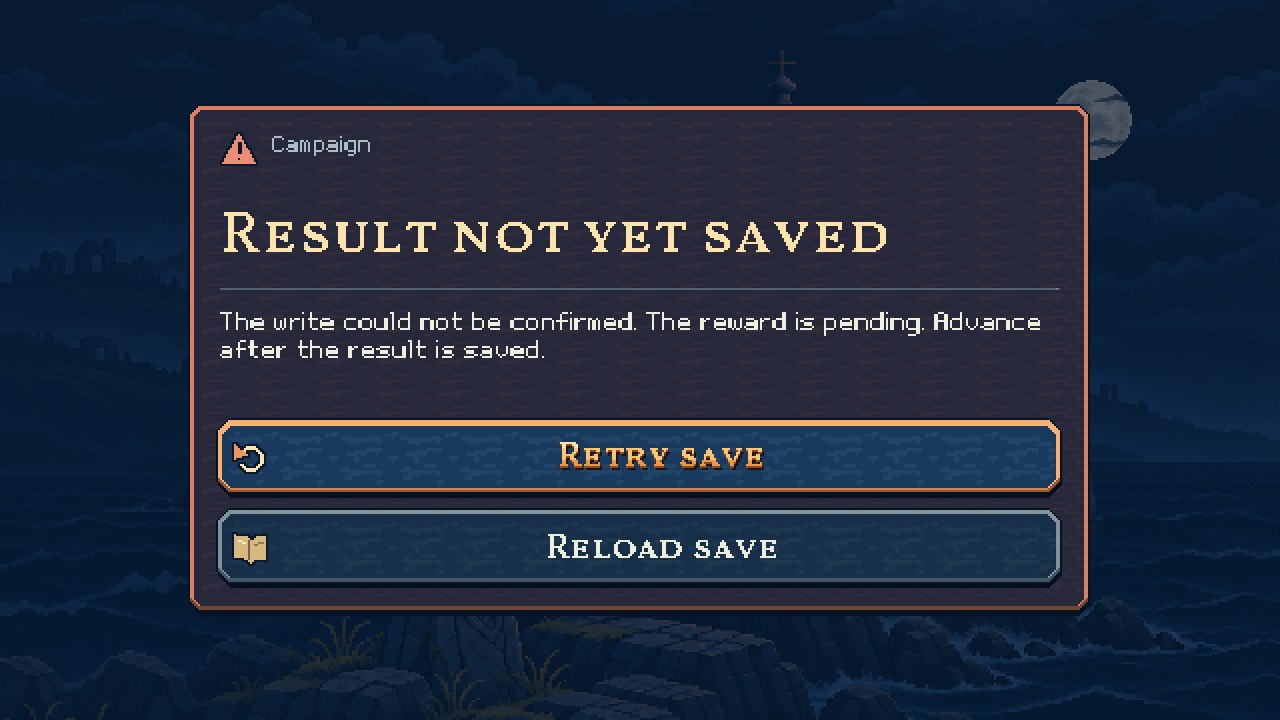 Campaign
Result not yet saved
The write could not be confirmed. The reward is pending. Advance
after the result is saved.
Retry save
Reload save